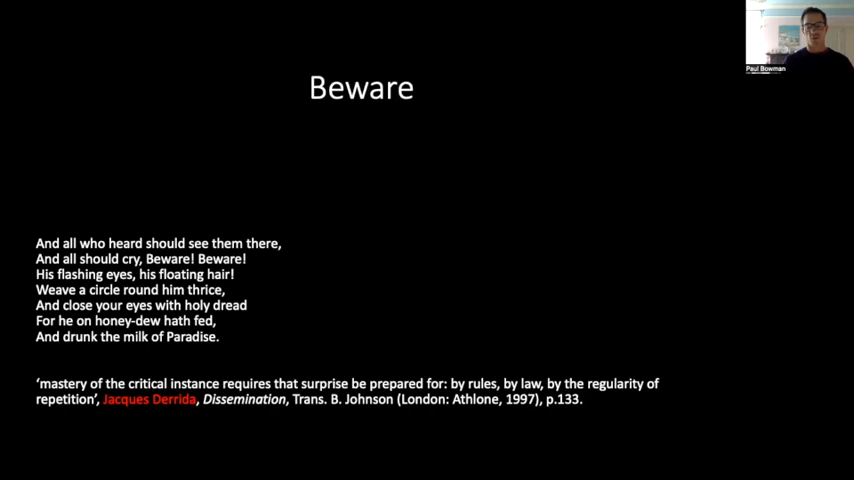 Paul Bowman
Beware
And all who heard should see them there,
And all should cry, Beware! Beware!
His flashing eyes, his floating hair!
Weave a circle round him thrice,
And close your eyes with holy dread
For he on honey-dew hath fed,
And drunk the milk of Paradise.
‘mastery of the critical instance requires that surprise be prepared for: by rules, by law, by the regularity of
repetition’, Jacques Derrida, Dissemination, Trans. B. Johnson (London: Athlone, 1997), p.133.